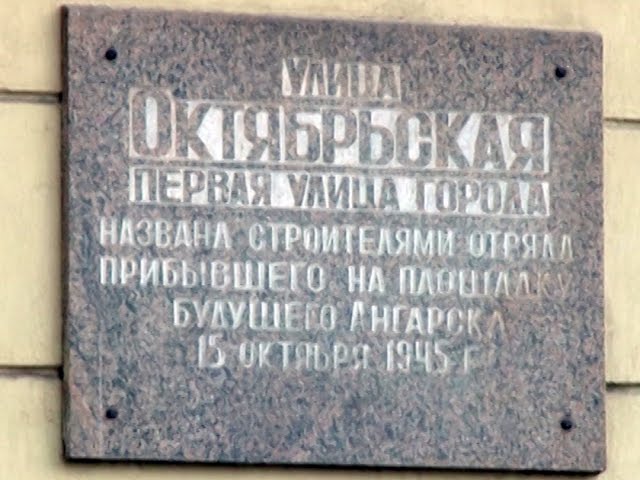 УЛИЦА
ОКТЯБРЬСКАЯ
ПЕРВАЯ УЛИЦА ГОРОДА
НАЗВАНА СТРОИТЕЛЯМИ ОТРЯДА
ПРИБЫВШЕГО НА ПЛОЩАДКУ
БУДУЩЕГО АНГАРСКА
15 ОКТЯБРЯ 1945 Г